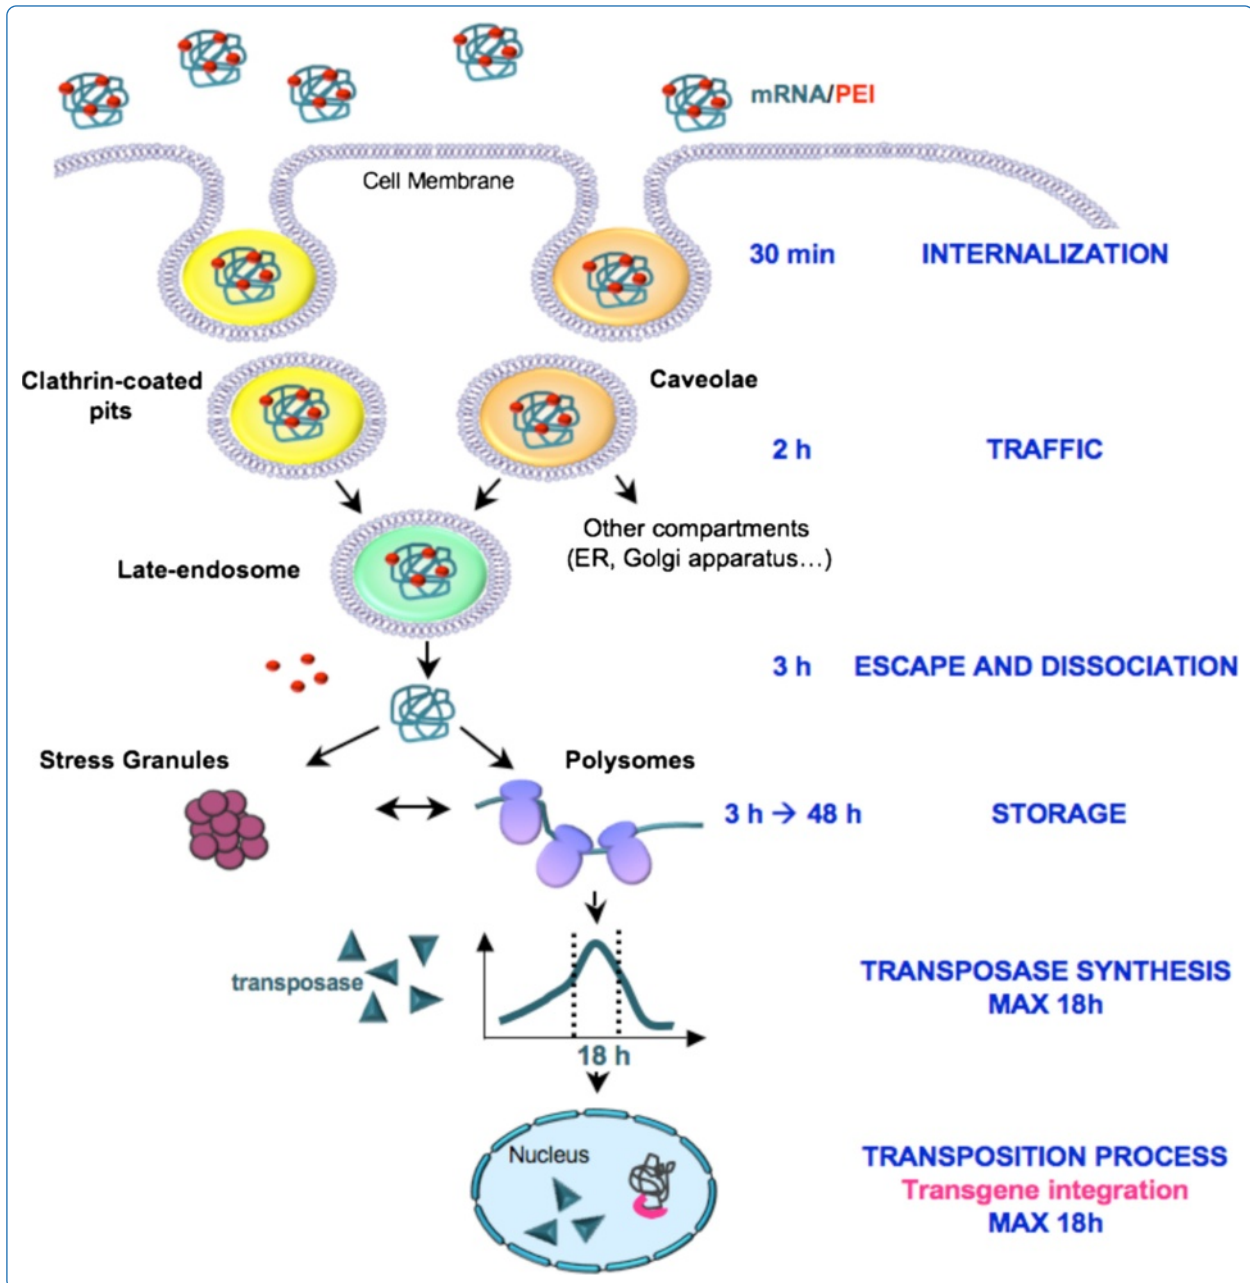 mRNA/PEI
Cell Membrane
30 min INTERNALIZATION
Clathrin-coated
pits
Caveolae
2 h TRAFFIC
Other compartments
(ER, Golgi apparatus...)
Late-endosome
3 h ESCAPE AND DISSOCIATION
Stress Granules
Polysomes
3 h → 48 h STORAGE
transposase
TRANSPOSASE SYNTHESIS
MAX 18h
18 h
Nucleus
TRANSPOSITION PROCESS
Transgene integration
MAX 18h